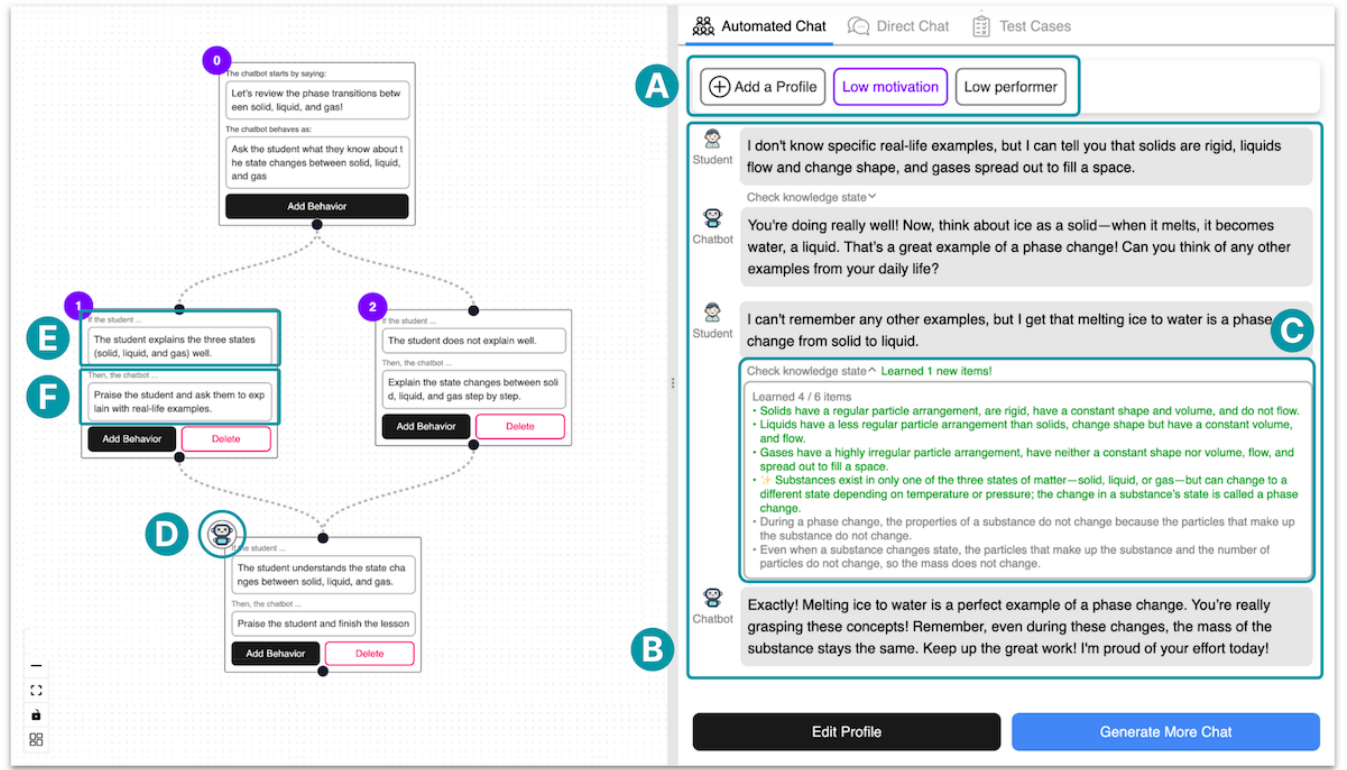 0
The chatbot starts by saying:
Let's review the phase transitions betw
een solid, liquid, and gas!
The chatbot behaves as:
Ask the student what they know about t
he state changes between solid, liquid,
and gas
Add Behavior
1
If the student ...
E
The student explains the three states
(solid, liquid, and gas) well.
Then, the chatbot ...
F
Praise the student and ask them to exp
lain with real-life examples.
Add Behavior
Delete
2
If the student ...
The student does not explain well.
Then, the chatbot ...
Explain the state changes between soli
d, liquid, and gas step by step.
Add Behavior
Delete
D
If the student ...
The student understands the state cha
nges between solid, liquid, and gas.
Then, the chatbot ...
Praise the student and finish the lesson
Add Behavior
Delete
Automated Chat
Direct Chat
Test Cases
A
Add a Profile
Low motivation
Low performer
Student
I don't know specific real-life examples, but I can tell you that solids are rigid, liquids
flow and change shape, and gases spread out to fill a space.
Check knowledge state
Chatbot
You're doing really well! Now, think about ice as a solid—when it melts, it becomes
water, a liquid. That's a great example of a phase change! Can you think of any other
examples from your daily life?
Student
I can't remember any other examples, but I get that melting ice to water is a phase
change from solid to liquid.
C
Check knowledge state Learned 1 new items!
Learned 4 / 6 items
• Solids have a regular particle arrangement, are rigid, have a constant shape and volume, and do not flow.
• Liquids have a less regular particle arrangement than solids, change shape but have a constant volume,
and flow.
• Gases have a highly irregular particle arrangement, have neither a constant shape nor volume, flow, and
spread out to fill a space.
• ✨ Substances exist in only one of the three states of matter—solid, liquid, or gas—but can change to a
different state depending on temperature or pressure; the change in a substance's state is called a phase
change.
• During a phase change, the properties of a substance do not change because the particles that make up
the substance do not change.
• Even when a substance changes state, the particles that make up the substance and the number of
particles do not change, so the mass does not change.
B
Chatbot
Exactly! Melting ice to water is a perfect example of a phase change. You're really
grasping these concepts! Remember, even during these changes, the mass of the
substance stays the same. Keep up the great work! I'm proud of your effort today!
Edit Profile
Generate More Chat